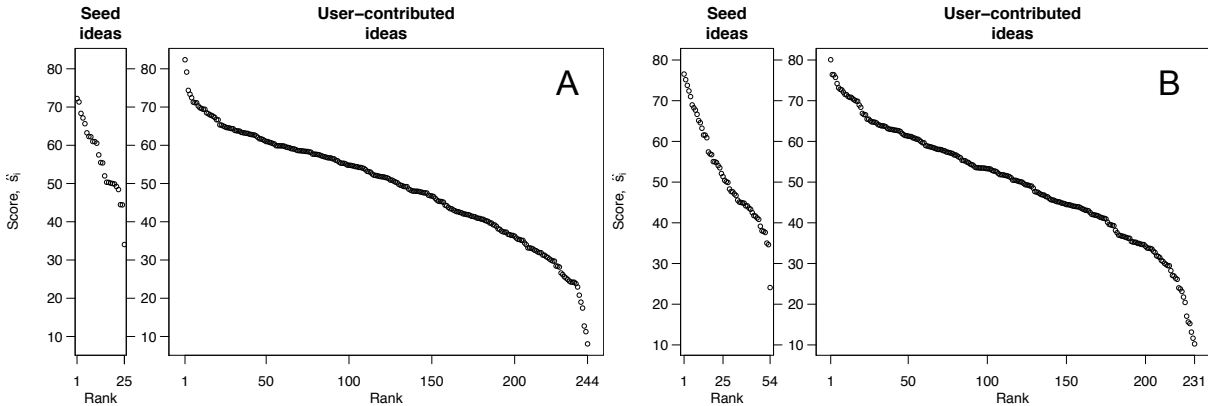 Seed
ideas
User−contributed
ideas
Seed
ideas
User−contributed
ideas
A
B
Score, s̈i
80
70
60
50
40
30
20
10
80
70
60
50
40
30
20
10
1 25
Rank
1 50 100 150 200 244
Rank
1 25 54
Rank
1 50 100 150 200 231
Rank